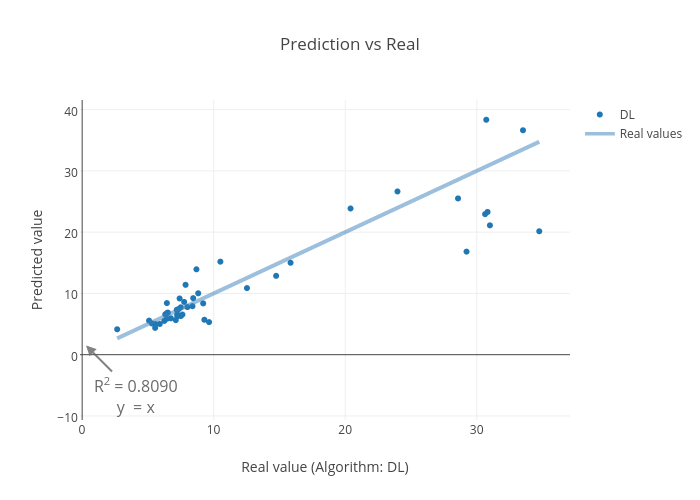 Prediction vs Real
40
30
20
10
0
−10
0
10
20
30
Predicted value
Real value (Algorithm: DL)
DL
Real values
R² = 0.8090
y = x